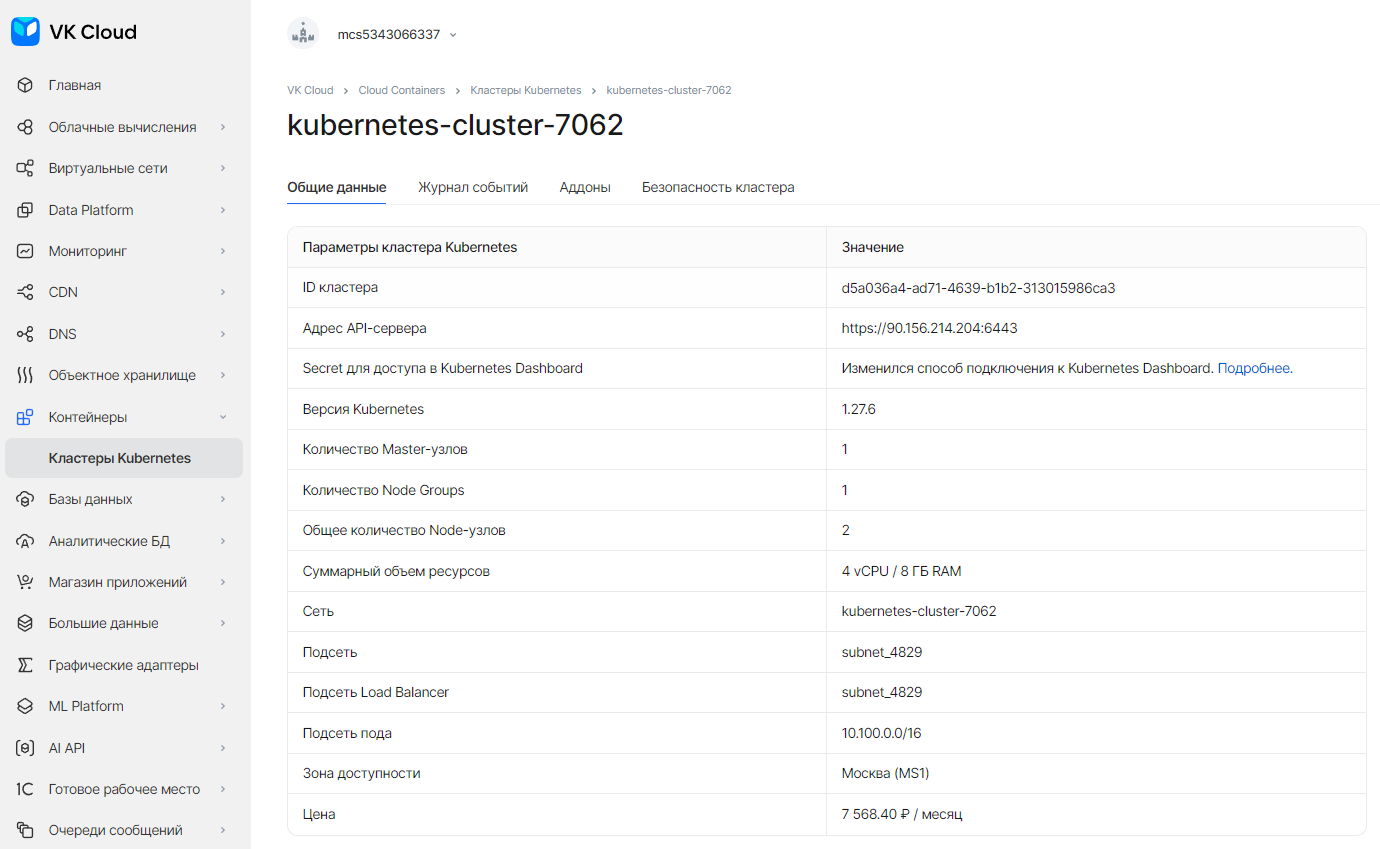 VK Cloud
Главная
Облачные вычисления
Виртуальные сети
Data Platform
Мониторинг
CDN
DNS
Объектное хранилище
Контейнеры
Кластеры Kubernetes
Базы данных
Аналитические БД
Магазин приложений
Большие данные
Графические адаптеры
ML Platform
AI API
1C Готовое рабочее место
Очереди сообщений
mcs5343066337
VK Cloud > Cloud Containers > Кластеры Kubernetes > kubernetes-cluster-7062
kubernetes-cluster-7062
Общие данные Журнал событий Аддоны Безопасность кластера
Параметры кластера Kubernetes Значение
ID кластера d5a036a4-ad71-4639-b1b2-313015986ca3
Адрес API-сервера https://90.156.214.204:6443
Secret для доступа в Kubernetes Dashboard Изменился способ подключения к Kubernetes Dashboard. Подробнее.
Версия Kubernetes 1.27.6
Количество Master-узлов 1
Количество Node Groups 1
Общее количество Node-узлов 2
Суммарный объем ресурсов 4 vCPU / 8 ГБ RAM
Сеть kubernetes-cluster-7062
Подсеть subnet_4829
Подсеть Load Balancer subnet_4829
Подсеть пода 10.100.0.0/16
Зона доступности Москва (MS1)
Цена 7 568.40 ₽ / месяц